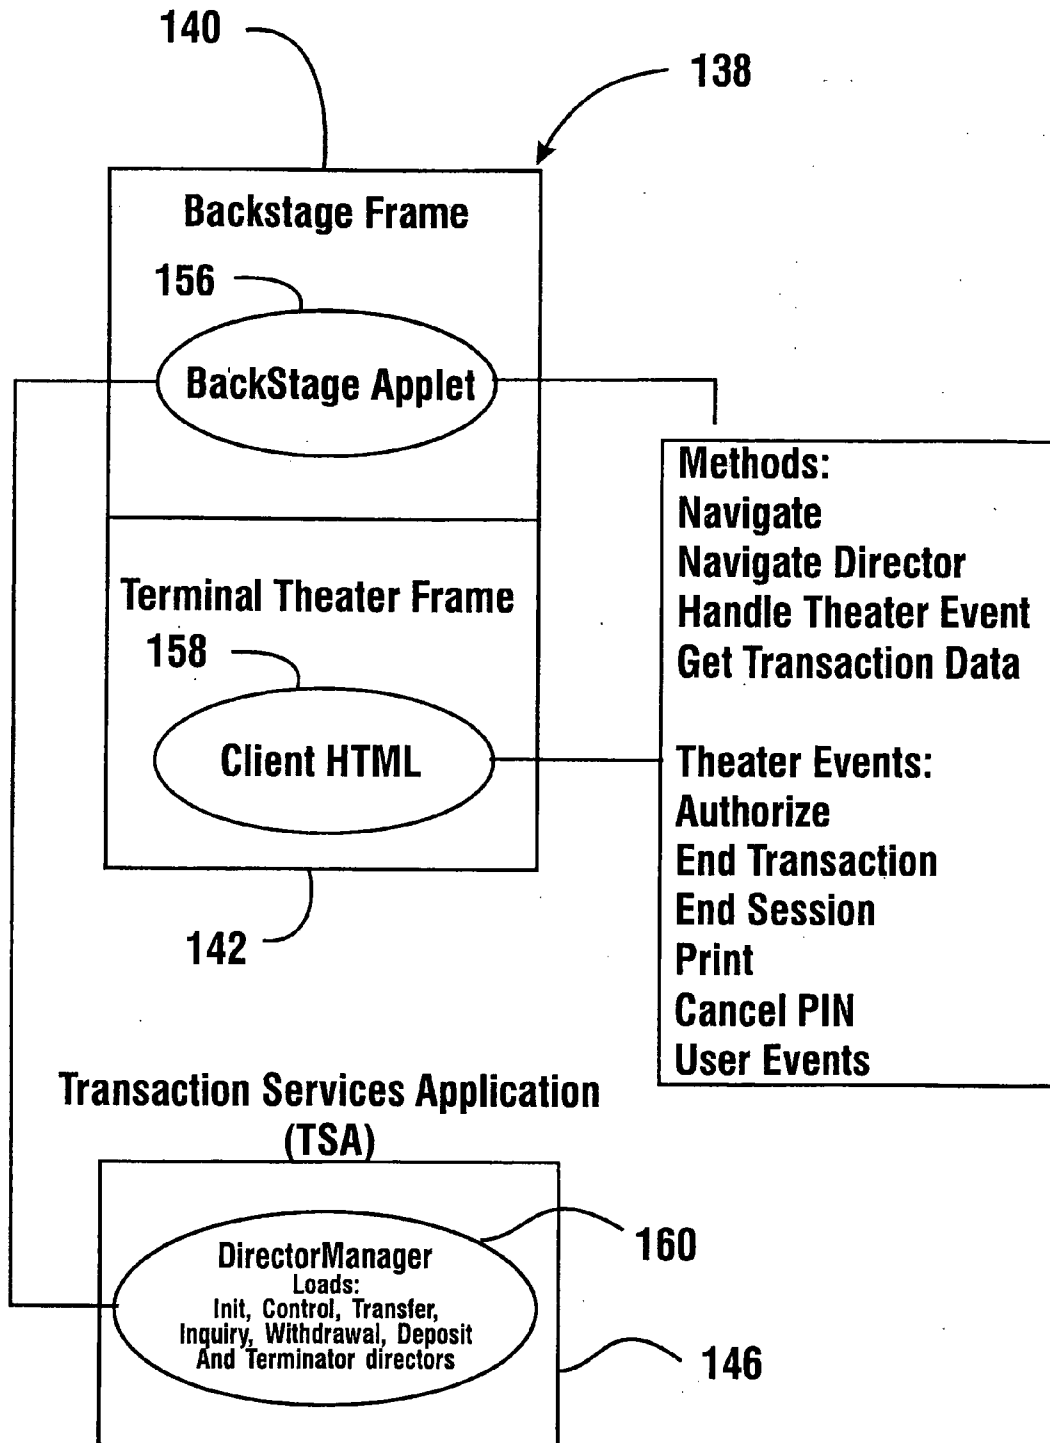 140
138
Backstage Frame
156
BackStage Applet
Methods:
Navigate
Navigate Director
Handle Theater Event
Get Transaction Data
Terminal Theater Frame
158
Client HTML
Theater Events:
Authorize
End Transaction
End Session
Print
Cancel PIN
User Events
142
Transaction Services Application
(TSA)
160
DirectorManager
Loads:
Init, Control, Transfer,
Inquiry, Withdrawal, Deposit
And Terminator directors
146